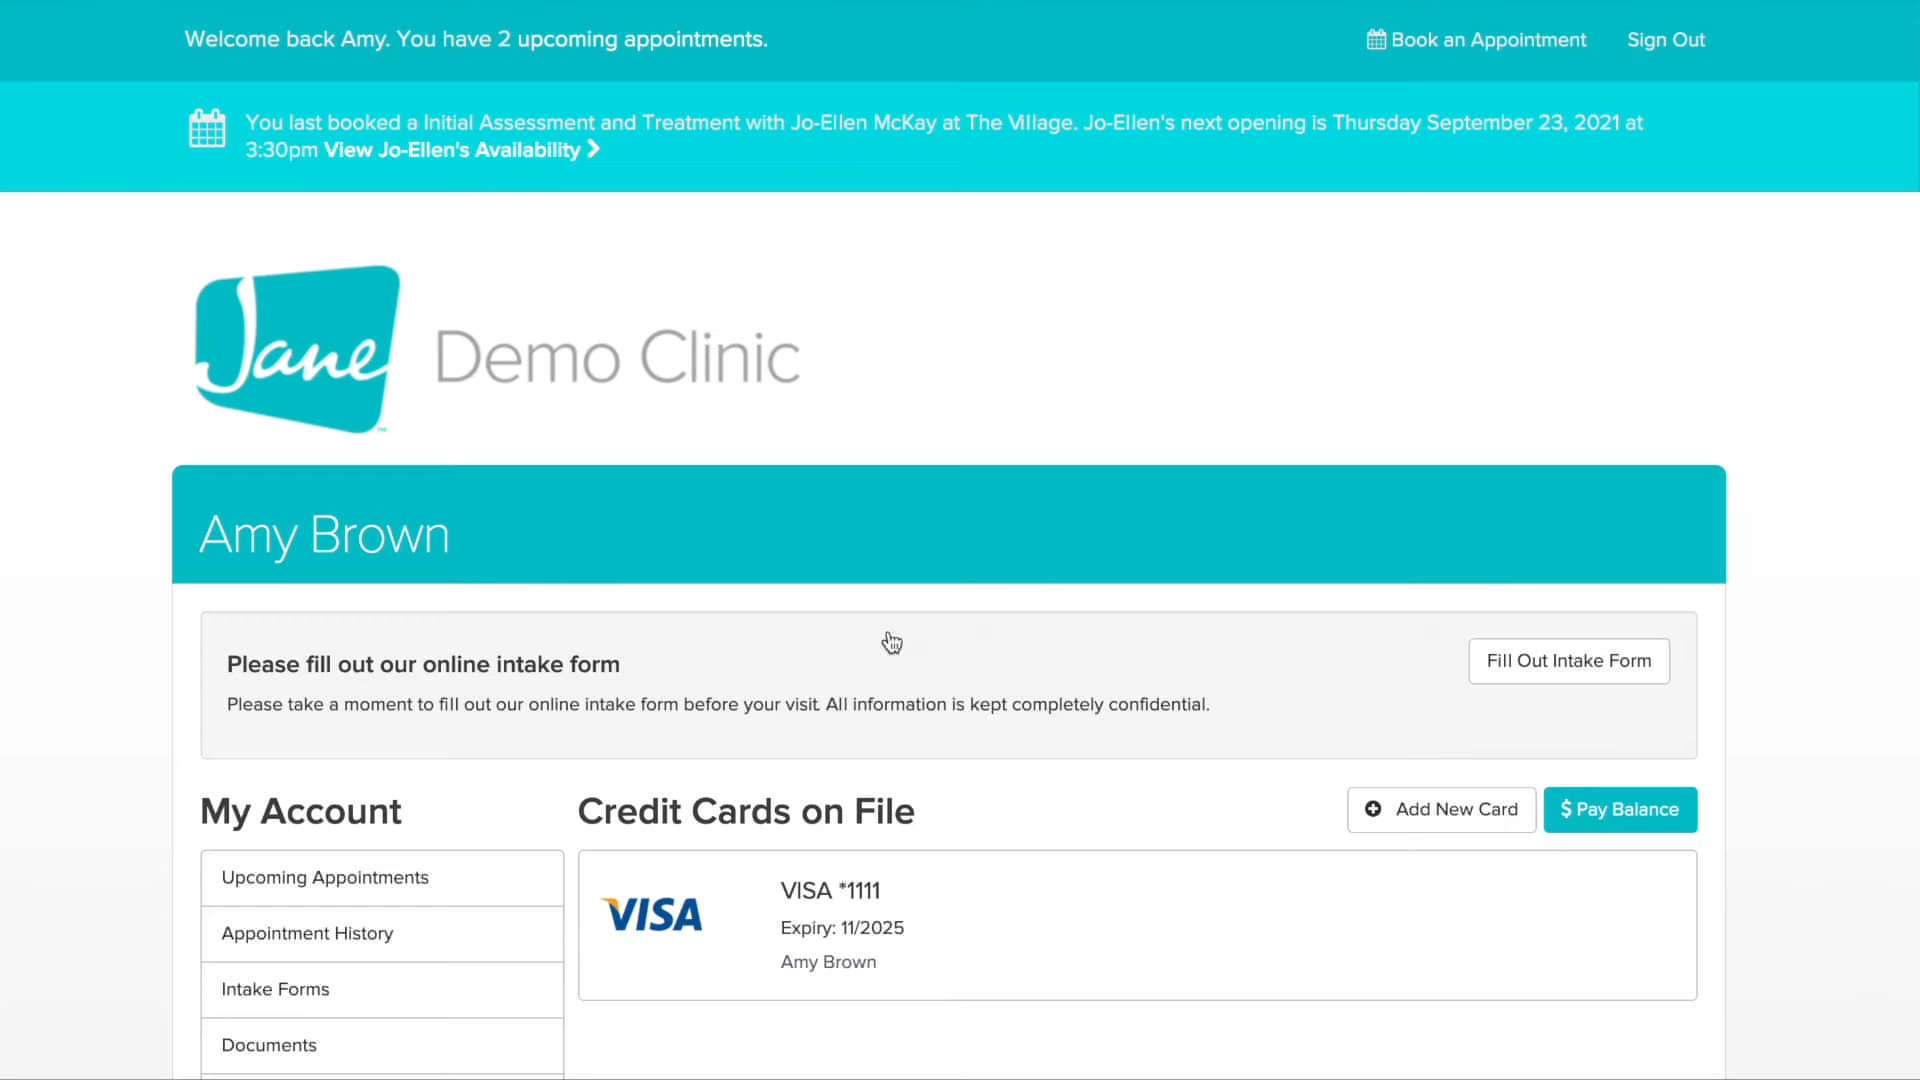 Welcome back Amy. You have 2 upcoming appointments.
Book an Appointment
Sign Out
You last booked a Initial Assessment and Treatment with Jo-Ellen McKay at The Village. Jo-Ellen's next opening is Thursday September 23, 2021 at
3:30pm View Jo-Ellen's Availability
Jane
TM
Demo Clinic
Amy Brown
Please fill out our online intake form
Fill Out Intake Form
Please take a moment to fill out our online intake form before your visit. All information is kept completely confidential.
My Account
Credit Cards on File
Add New Card
$ Pay Balance
Upcoming Appointments
Appointment History
Intake Forms
Documents
VISA
VISA *1111
Expiry: 11/2025
Amy Brown